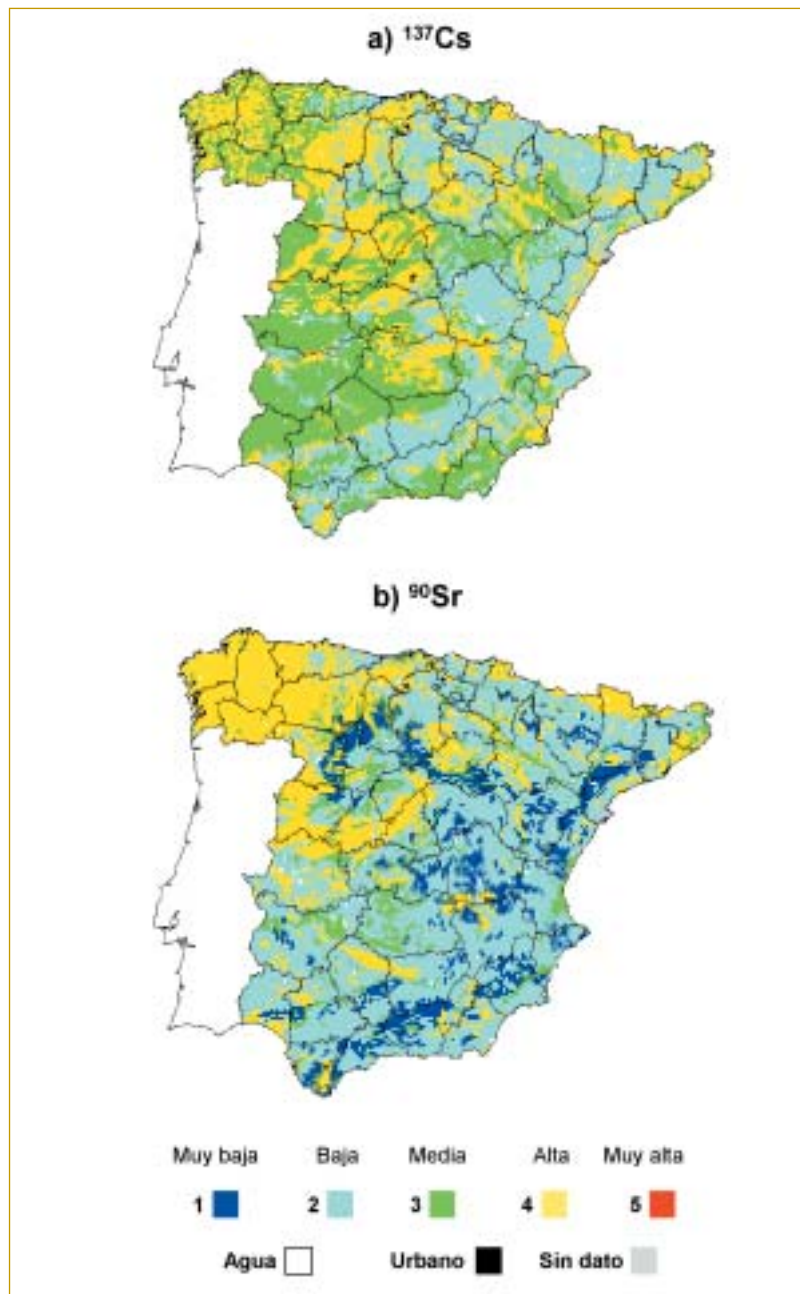 a) ¹³⁷Cs
b) ⁹⁰Sr
Muy baja Baja Media Alta Muy alta
1 2 3 4 5
Agua Urbano Sin dato